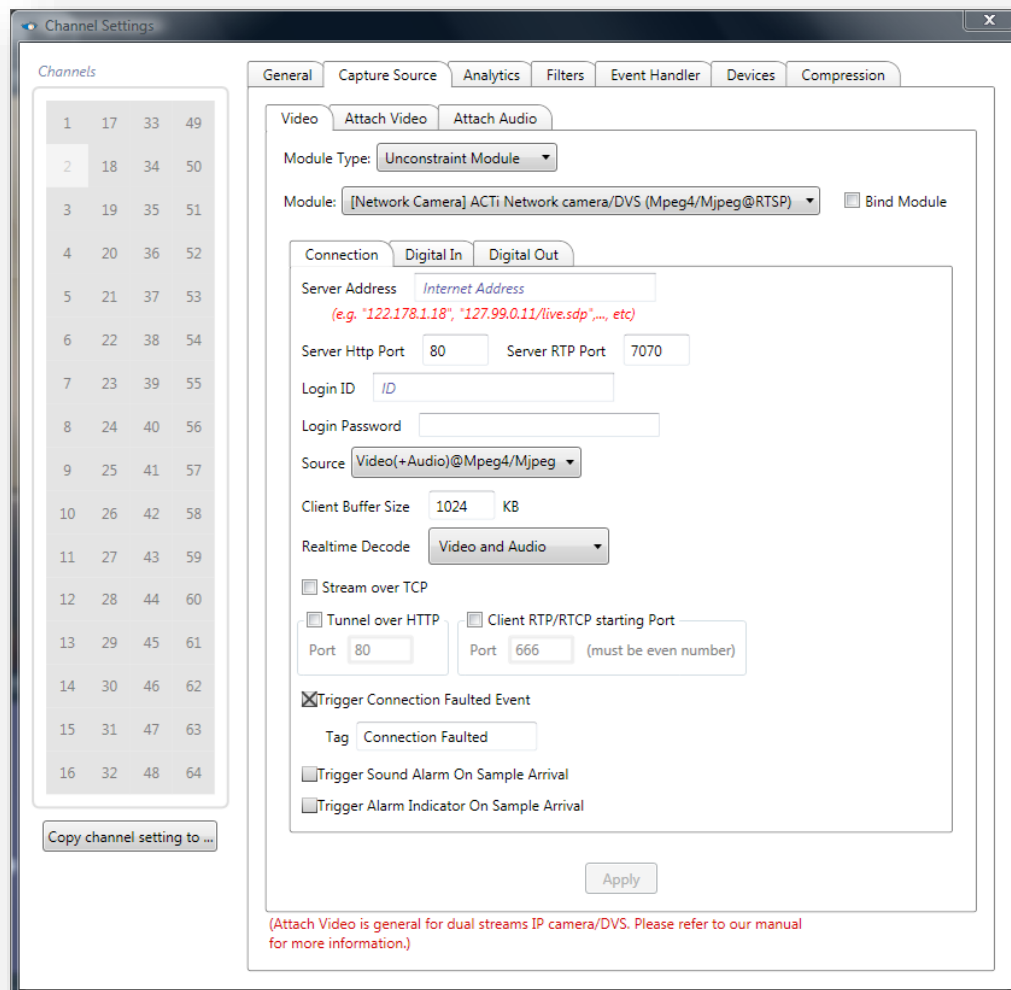 Channel Settings
X
Channels
General Capture Source Analytics Filters Event Handler Devices Compression
1 17 33 49
2 18 34 50
3 19 35 51
4 20 36 52
5 21 37 53
6 22 38 54
7 23 39 55
8 24 40 56
9 25 41 57
10 26 42 58
11 27 43 59
12 28 44 60
13 29 45 61
14 30 46 62
15 31 47 63
16 32 48 64
Copy channel setting to ...
Video Attach Video Attach Audio
Module Type: Unconstraint Module
Module: [Network Camera] ACTi Network camera/DVS (Mpeg4/Mjpeg@RTSP) Bind Module
Connection Digital In Digital Out
Server Address Internet Address
(e.g. "122.178.1.18", "127.99.0.11/live.sdp",..., etc)
Server Http Port 80 Server RTP Port 7070
Login ID ID
Login Password
Source Video(+Audio)@Mpeg4/Mjpeg
Client Buffer Size 1024 KB
Realtime Decode Video and Audio
Stream over TCP
Tunnel over HTTP Client RTP/RTCP starting Port
Port 80 Port 666 (must be even number)
Trigger Connection Faulted Event
Tag Connection Faulted
Trigger Sound Alarm On Sample Arrival
Trigger Alarm Indicator On Sample Arrival
Apply
(Attach Video is general for dual streams IP camera/DVS. Please refer to our manual
for more information.)